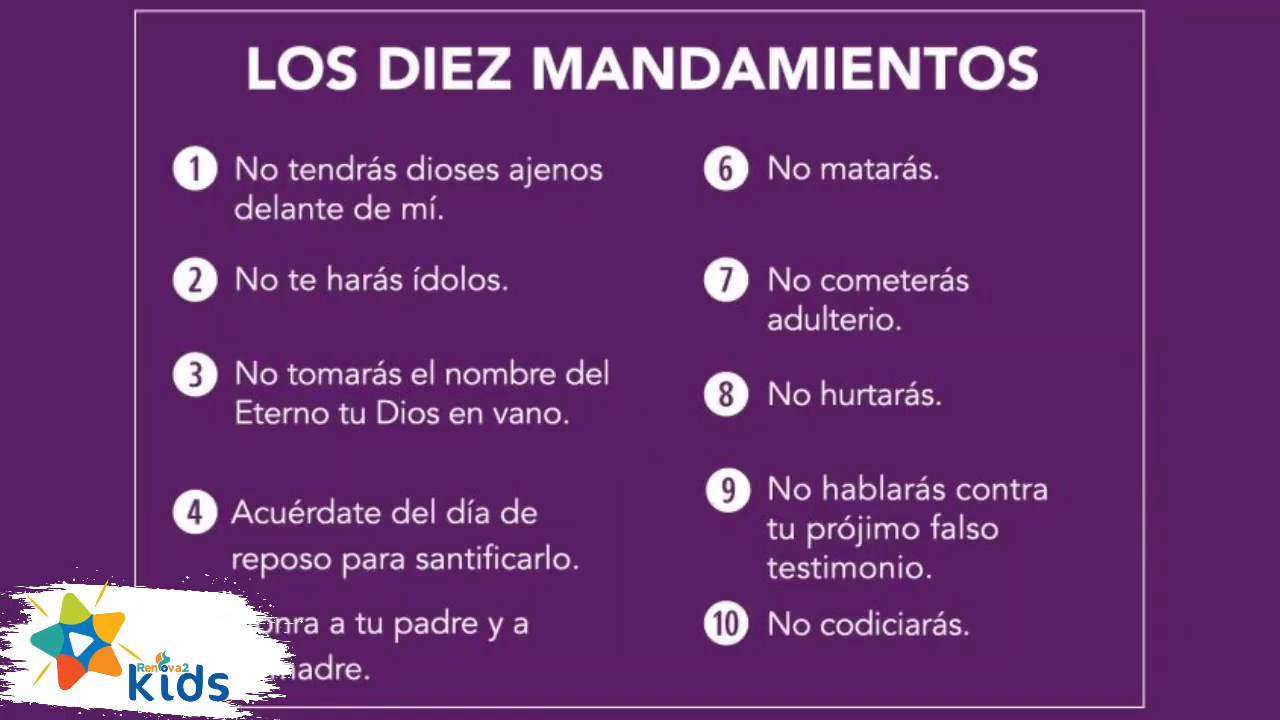 LOS DIEZ MANDAMIENTOS
1 No tendrás dioses ajenos
delante de mí.
2 No te harás ídolos.
3 No tomarás el nombre del
Eterno tu Dios en vano.
4 Acuérdate del día de
reposo para santificarlo.
a tu padre y a
6 No matarás.
7 No cometerás
adulterio.
8 No hurtarás.
9 No hablarás contra
tu prójimo falso
testimonio.
10 No codiciarás.
Renova2
kids